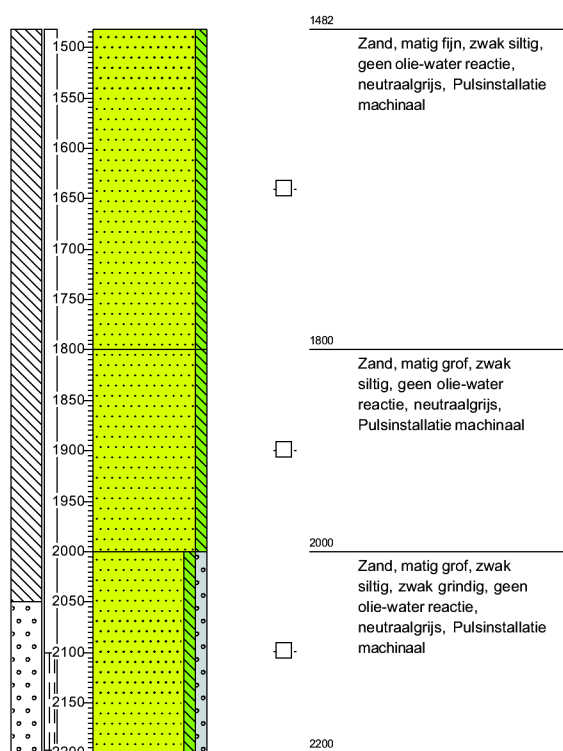 1482
Zand, matig fijn, zwak siltig,
geen olie-water reactie,
neutraalgrijs, Pulsinstallatie
machinaal
1500
1550
1600
1650
1700
1750
1800
1800
Zand, matig grof, zwak
siltig, geen olie-water
reactie, neutraalgrijs,
Pulsinstallatie machinaal
1850
1900
1950
2000
2000
Zand, matig grof, zwak
siltig, zwak grindig, geen
olie-water reactie,
neutraalgrijs, Pulsinstallatie
machinaal
2050
2100
2150
2200
2200